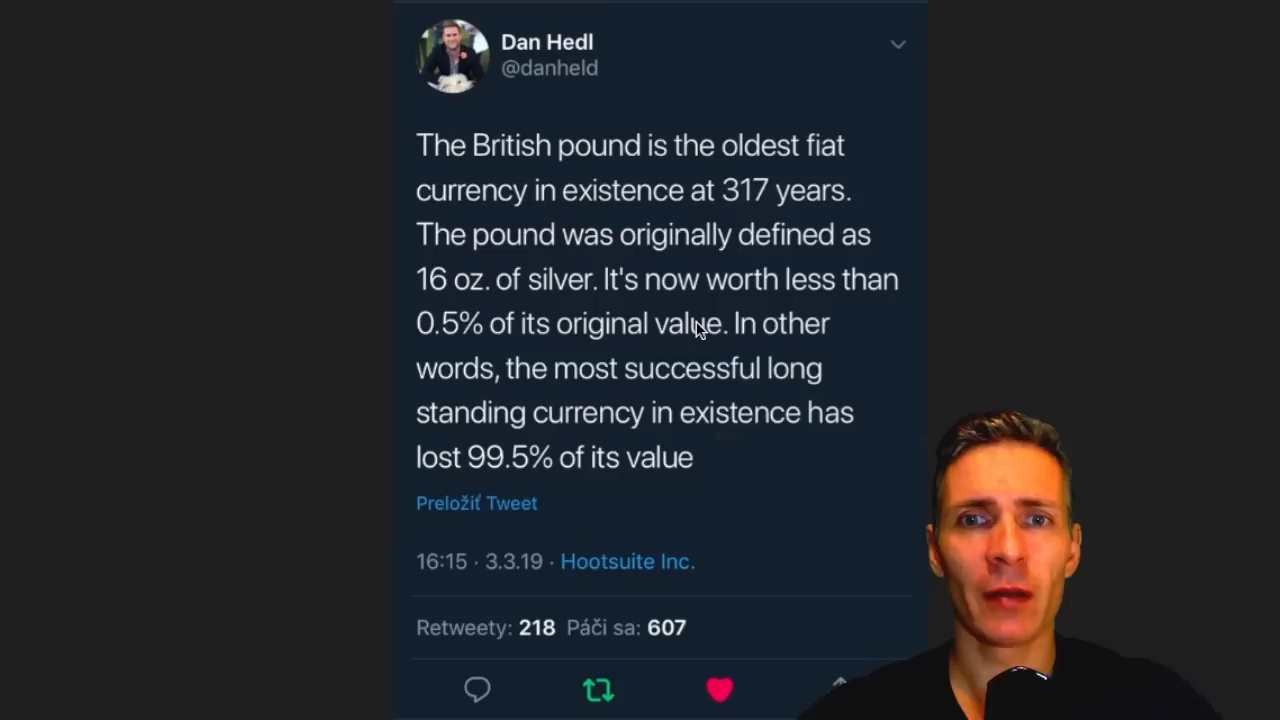 Dan Hedl
@danheld
The British pound is the oldest fiat
currency in existence at 317 years.
The pound was originally defined as
16 oz. of silver. It's now worth less than
0.5% of its original value. In other
words, the most successful long
standing currency in existence has
lost 99.5% of its value
Preložiť Tweet
16:15 · 3.3.19 · Hootsuite Inc.
Retweety: 218 Páči sa: 607